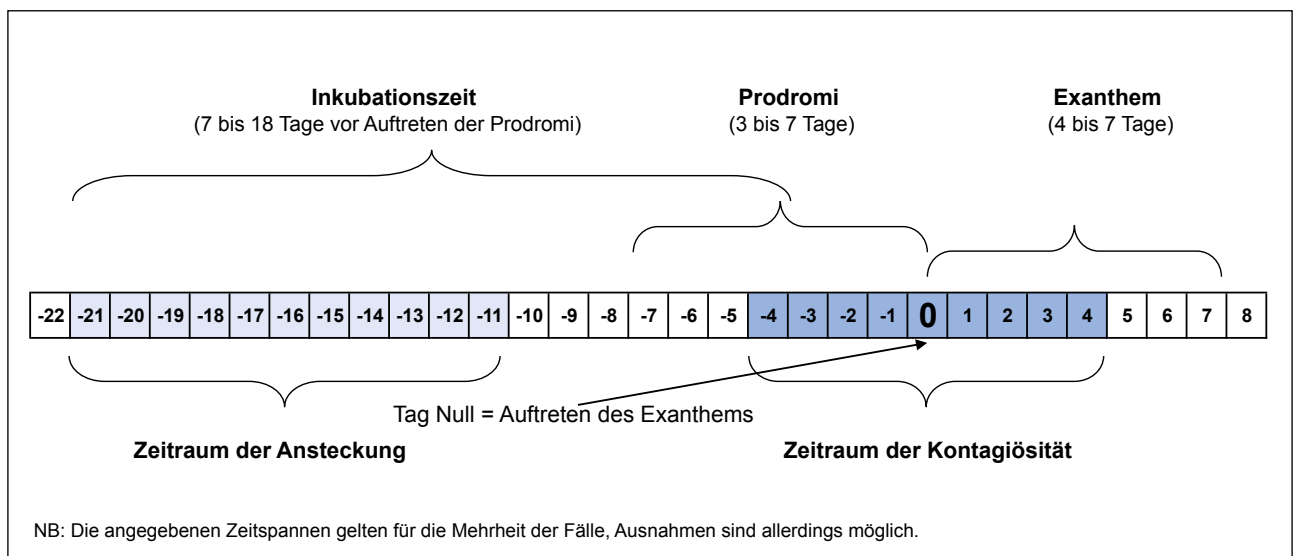 Inkubationszeit
(7 bis 18 Tage vor Auftreten der Prodromi)
Prodromi
(3 bis 7 Tage)
Exanthem
(4 bis 7 Tage)
-22 -21 -20 -19 -18 -17 -16 -15 -14 -13 -12 -11 -10 -9 -8 -7 -6 -5 -4 -3 -2 -1 0 1 2 3 4 5 6 7 8
Tag Null = Auftreten des Exanthems
Zeitraum der Ansteckung
Zeitraum der Kontagiösität
NB: Die angegebenen Zeitspannen gelten für die Mehrheit der Fälle, Ausnahmen sind allerdings möglich.